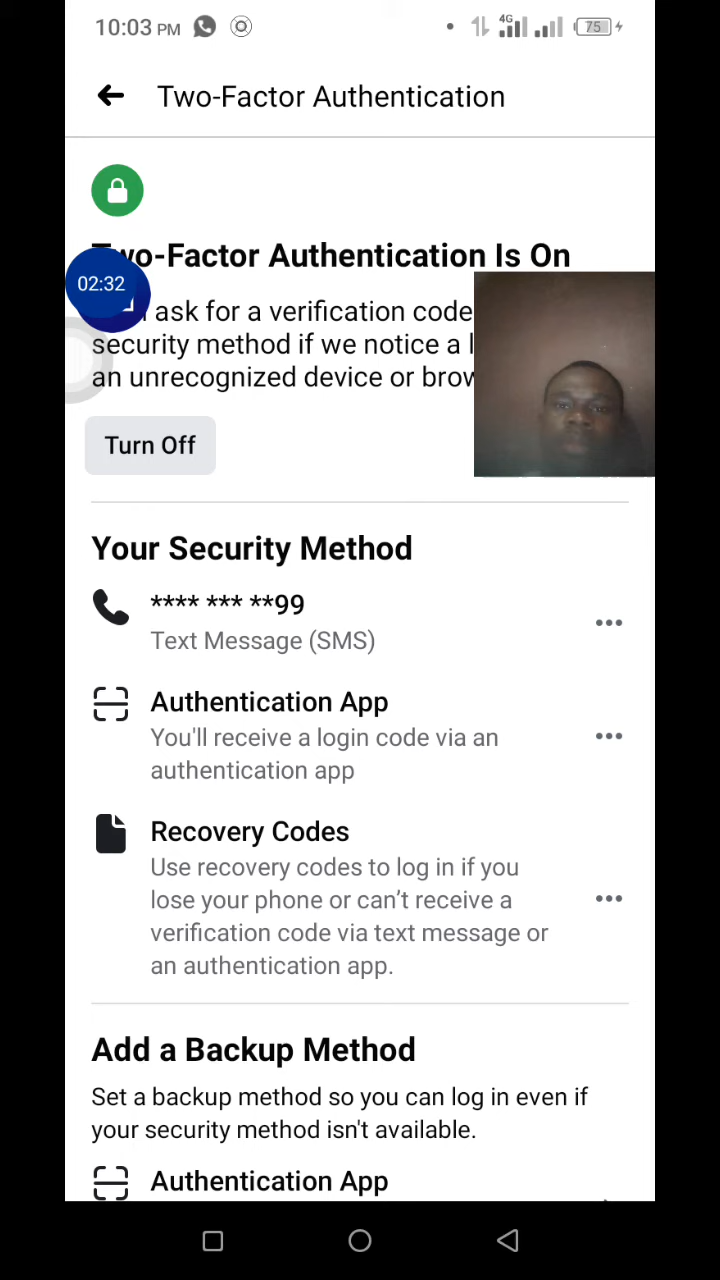 10:03 PM
4G
75
Two-Factor Authentication
Two-Factor Authentication Is On
02:32
ask for a verification code
security method if we notice a
an unrecognized device or
Turn Off
Your Security Method
**** *** **99
Text Message (SMS)
Authentication App
You'll receive a login code via an
authentication app
Recovery Codes
Use recovery codes to log in if you
lose your phone or can’t receive a
verification code via text message or
an authentication app.
Add a Backup Method
Set a backup method so you can log in even if
your security method isn't available.
Authentication App